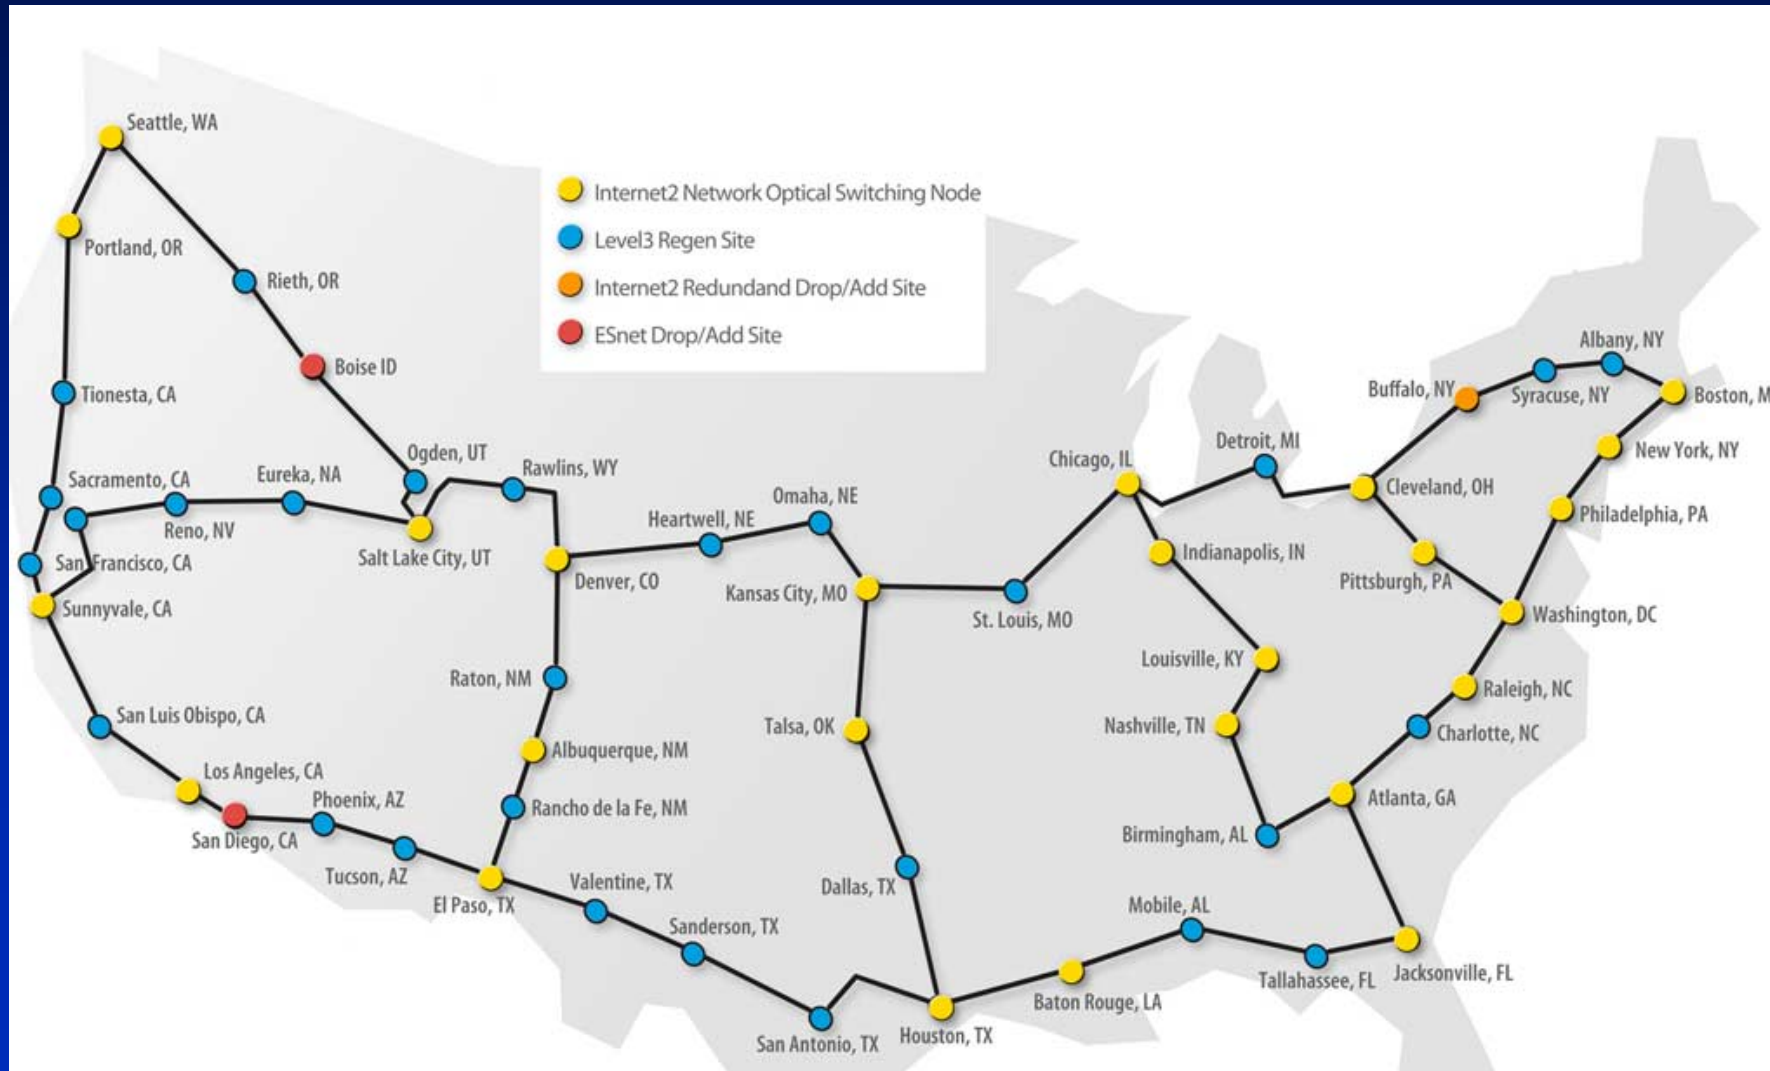 Seattle, WA
Portland, OR
Rieth, OR
Boise ID
Tionesta, CA
Ogden, UT
Rawlins, WY
Sacramento, CA
Eureka, NA
Reno, NV
Salt Lake City, UT
San Francisco, CA
Sunnyvale, CA
Denver, CO
Heartwell, NE
Omaha, NE
Kansas City, MO
St. Louis, MO
Internet2 Network Optical Switching Node
Level3 Regen Site
Internet2 Redundand Drop/Add Site
ESnet Drop/Add Site
Chicago, IL
Detroit, MI
Cleveland, OH
Buffalo, NY
Syracuse, NY
Albany, NY
Boston, M
New York, NY
Philadelphia, PA
Pittsburgh, PA
Washington, DC
Indianapolis, IN
Louisville, KY
Nashville, TN
Raleigh, NC
Charlotte, NC
Atlanta, GA
Birmingham, AL
San Luis Obispo, CA
Los Angeles, CA
San Diego, CA
Phoenix, AZ
Tucson, AZ
El Paso, TX
Raton, NM
Albuquerque, NM
Rancho de la Fe, NM
Talsa, OK
Dallas, TX
Valentine, TX
Sanderson, TX
San Antonio, TX
Houston, TX
Baton Rouge, LA
Mobile, AL
Tallahassee, FL
Jacksonville, FL